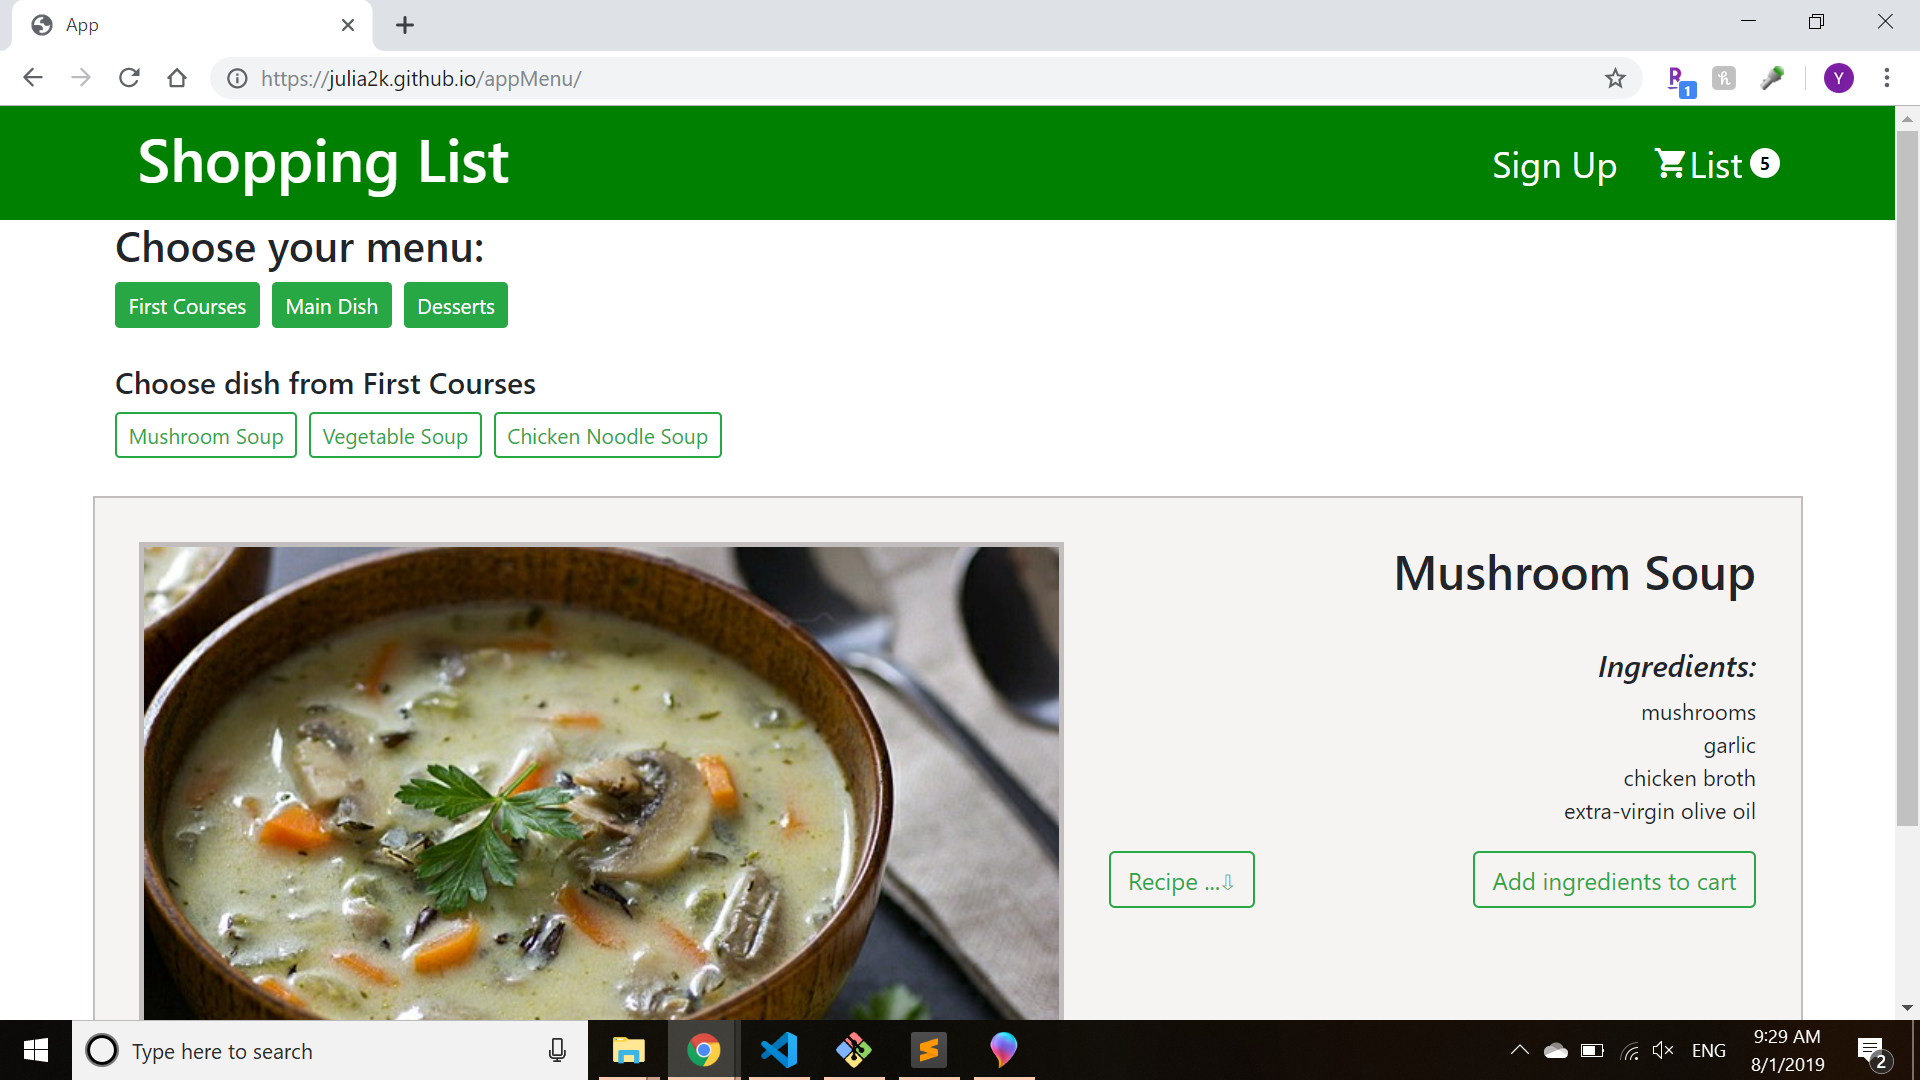 App
https://julia2k.github.io/appMenu/
1
Y
Shopping List
Sign Up
List 5
Choose your menu:
First Courses Main Dish Desserts
Choose dish from First Courses
Mushroom Soup Vegetable Soup Chicken Noodle Soup
Mushroom Soup
Ingredients:
mushrooms
garlic
chicken broth
extra-virgin olive oil
Recipe ...⇩ Add ingredients to cart
Type here to search
ENG
9:29 AM
8/1/2019
2